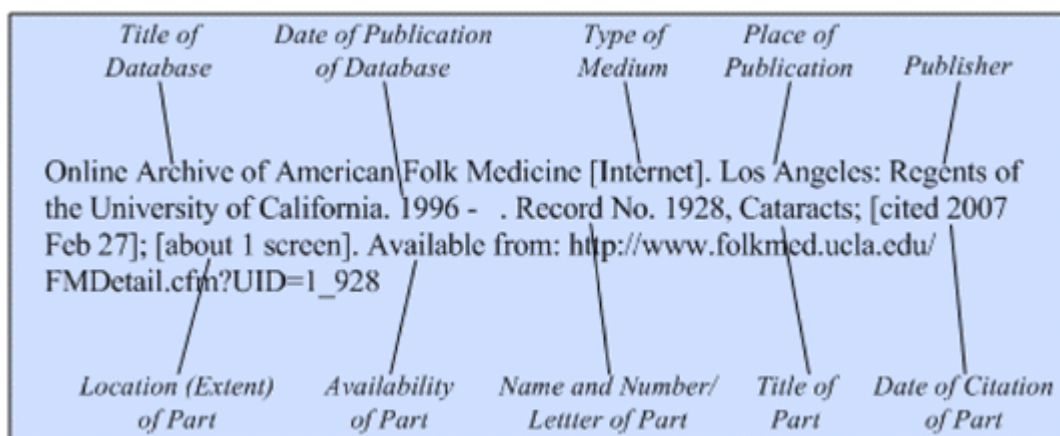 Title of Date of Publication Type of Place of
Database of Database Medium Publication Publisher
Online Archive of American Folk Medicine [Internet]. Los Angeles: Regents of
the University of California. 1996 - . Record No. 1928, Cataracts; [cited 2007
Feb 27]; [about 1 screen]. Available from: http://www.folkmed.ucla.edu/
FMDetail.cfm?UID=1_928
Location (Extent) Availability Name and Number/ Title of Date of Citation
of Part of Part Lettter of Part Part of Part